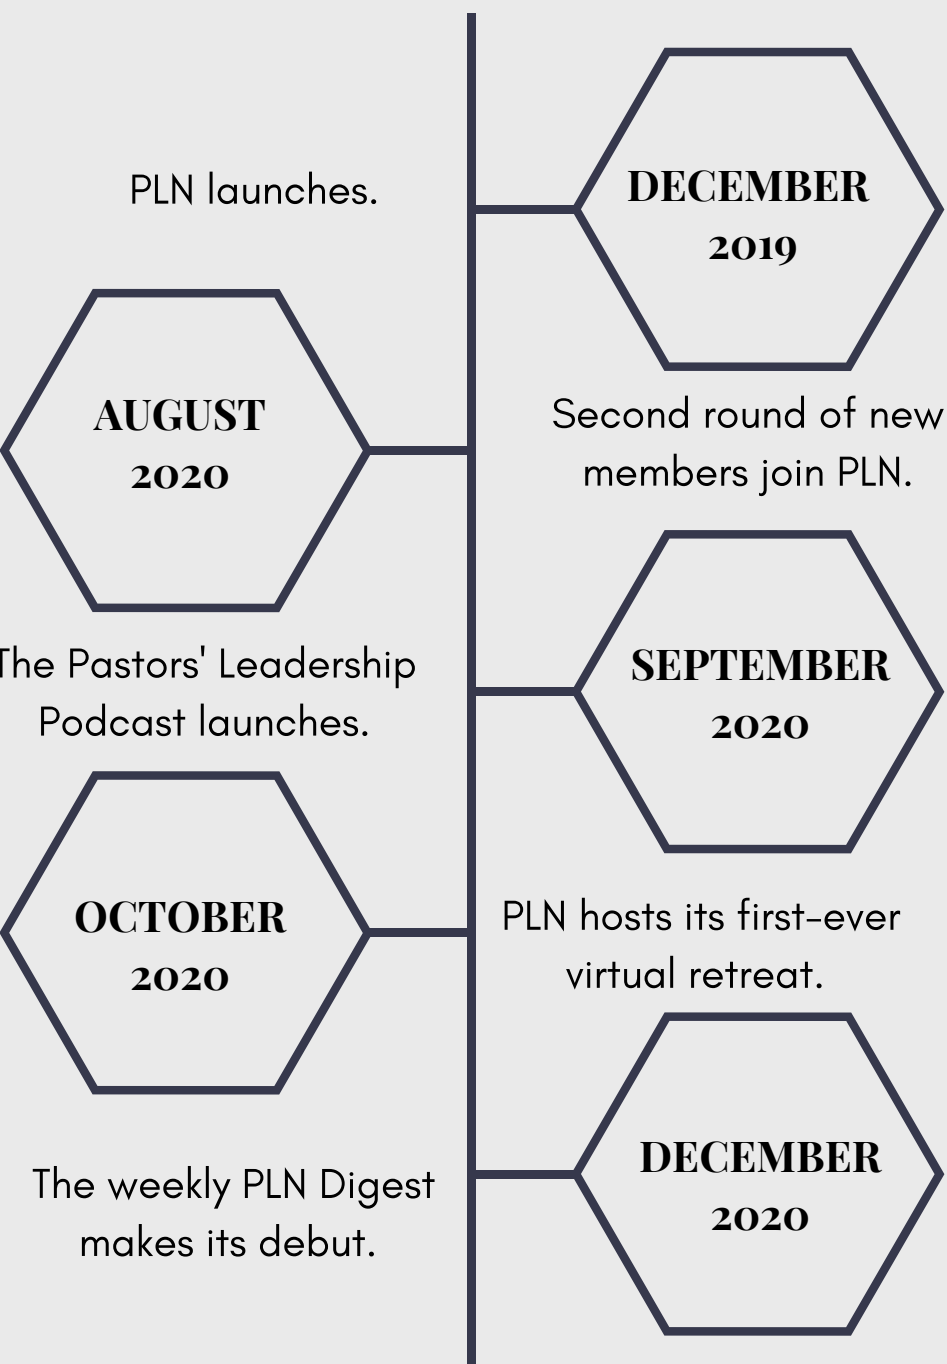 PLN launches.
DECEMBER
2019
AUGUST
2020
Second round of new
members join PLN.
The Pastors' Leadership
Podcast launches.
SEPTEMBER
2020
OCTOBER
2020
PLN hosts its first-ever
virtual retreat.
The weekly PLN Digest
makes its debut.
DECEMBER
2020